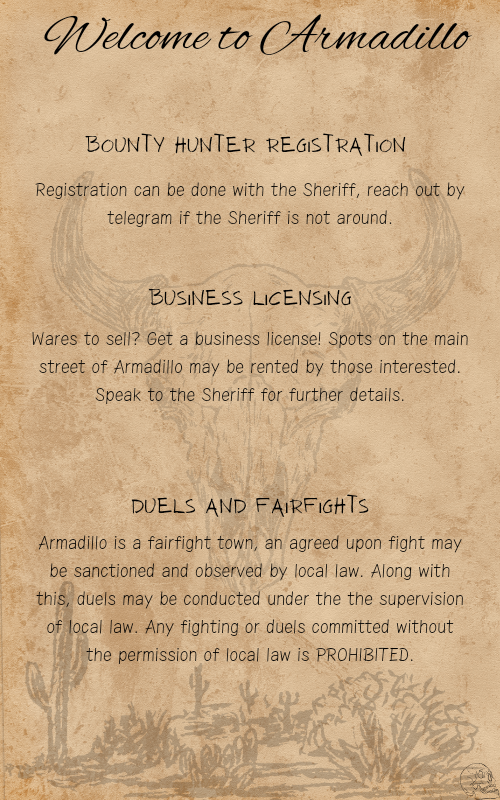 Welcome to Armadillo
BOUNTY HUNTER REGISTRATION
Registration can be done with the Sheriff, reach out by
telegram if the Sheriff is not around.
BUSINESS LICENSING
Wares to sell? Get a business license! Spots on the main
street of Armadillo may be rented by those interested.
Speak to the Sheriff for further details.
DUELS AND FAIRFIGHTS
Armadillo is a fairfight town, an agreed upon fight may
be sanctioned and observed by local law. Along with
this, duels may be conducted under the the supervision
of local law. Any fighting or duels committed without
the permission of local law is PROHIBITED.